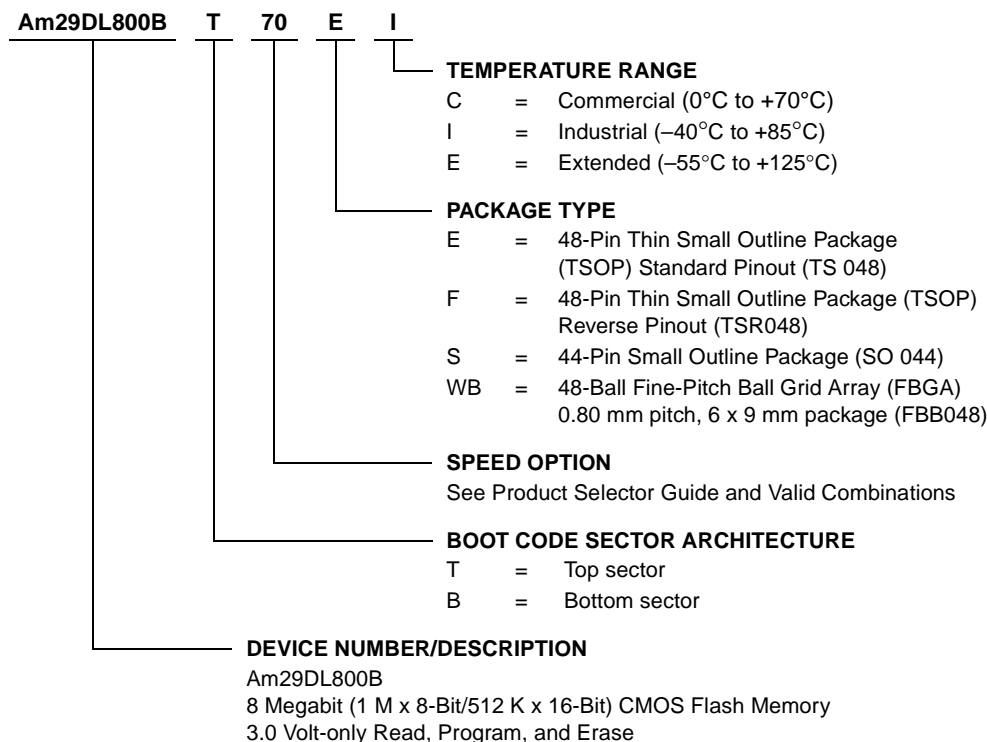 Am29DL800B T 70 E I
TEMPERATURE RANGE
C = Commercial (0°C to +70°C)
I = Industrial (–40°C to +85°C)
E = Extended (–55°C to +125°C)
PACKAGE TYPE
E = 48-Pin Thin Small Outline Package
(TSOP) Standard Pinout (TS 048)
F = 48-Pin Thin Small Outline Package (TSOP)
Reverse Pinout (TSR048)
S = 44-Pin Small Outline Package (SO 044)
WB = 48-Ball Fine-Pitch Ball Grid Array (FBGA)
0.80 mm pitch, 6 x 9 mm package (FBB048)
SPEED OPTION
See Product Selector Guide and Valid Combinations
BOOT CODE SECTOR ARCHITECTURE
T = Top sector
B = Bottom sector
DEVICE NUMBER/DESCRIPTION
Am29DL800B
8 Megabit (1 M x 8-Bit/512 K x 16-Bit) CMOS Flash Memory
3.0 Volt-only Read, Program, and Erase